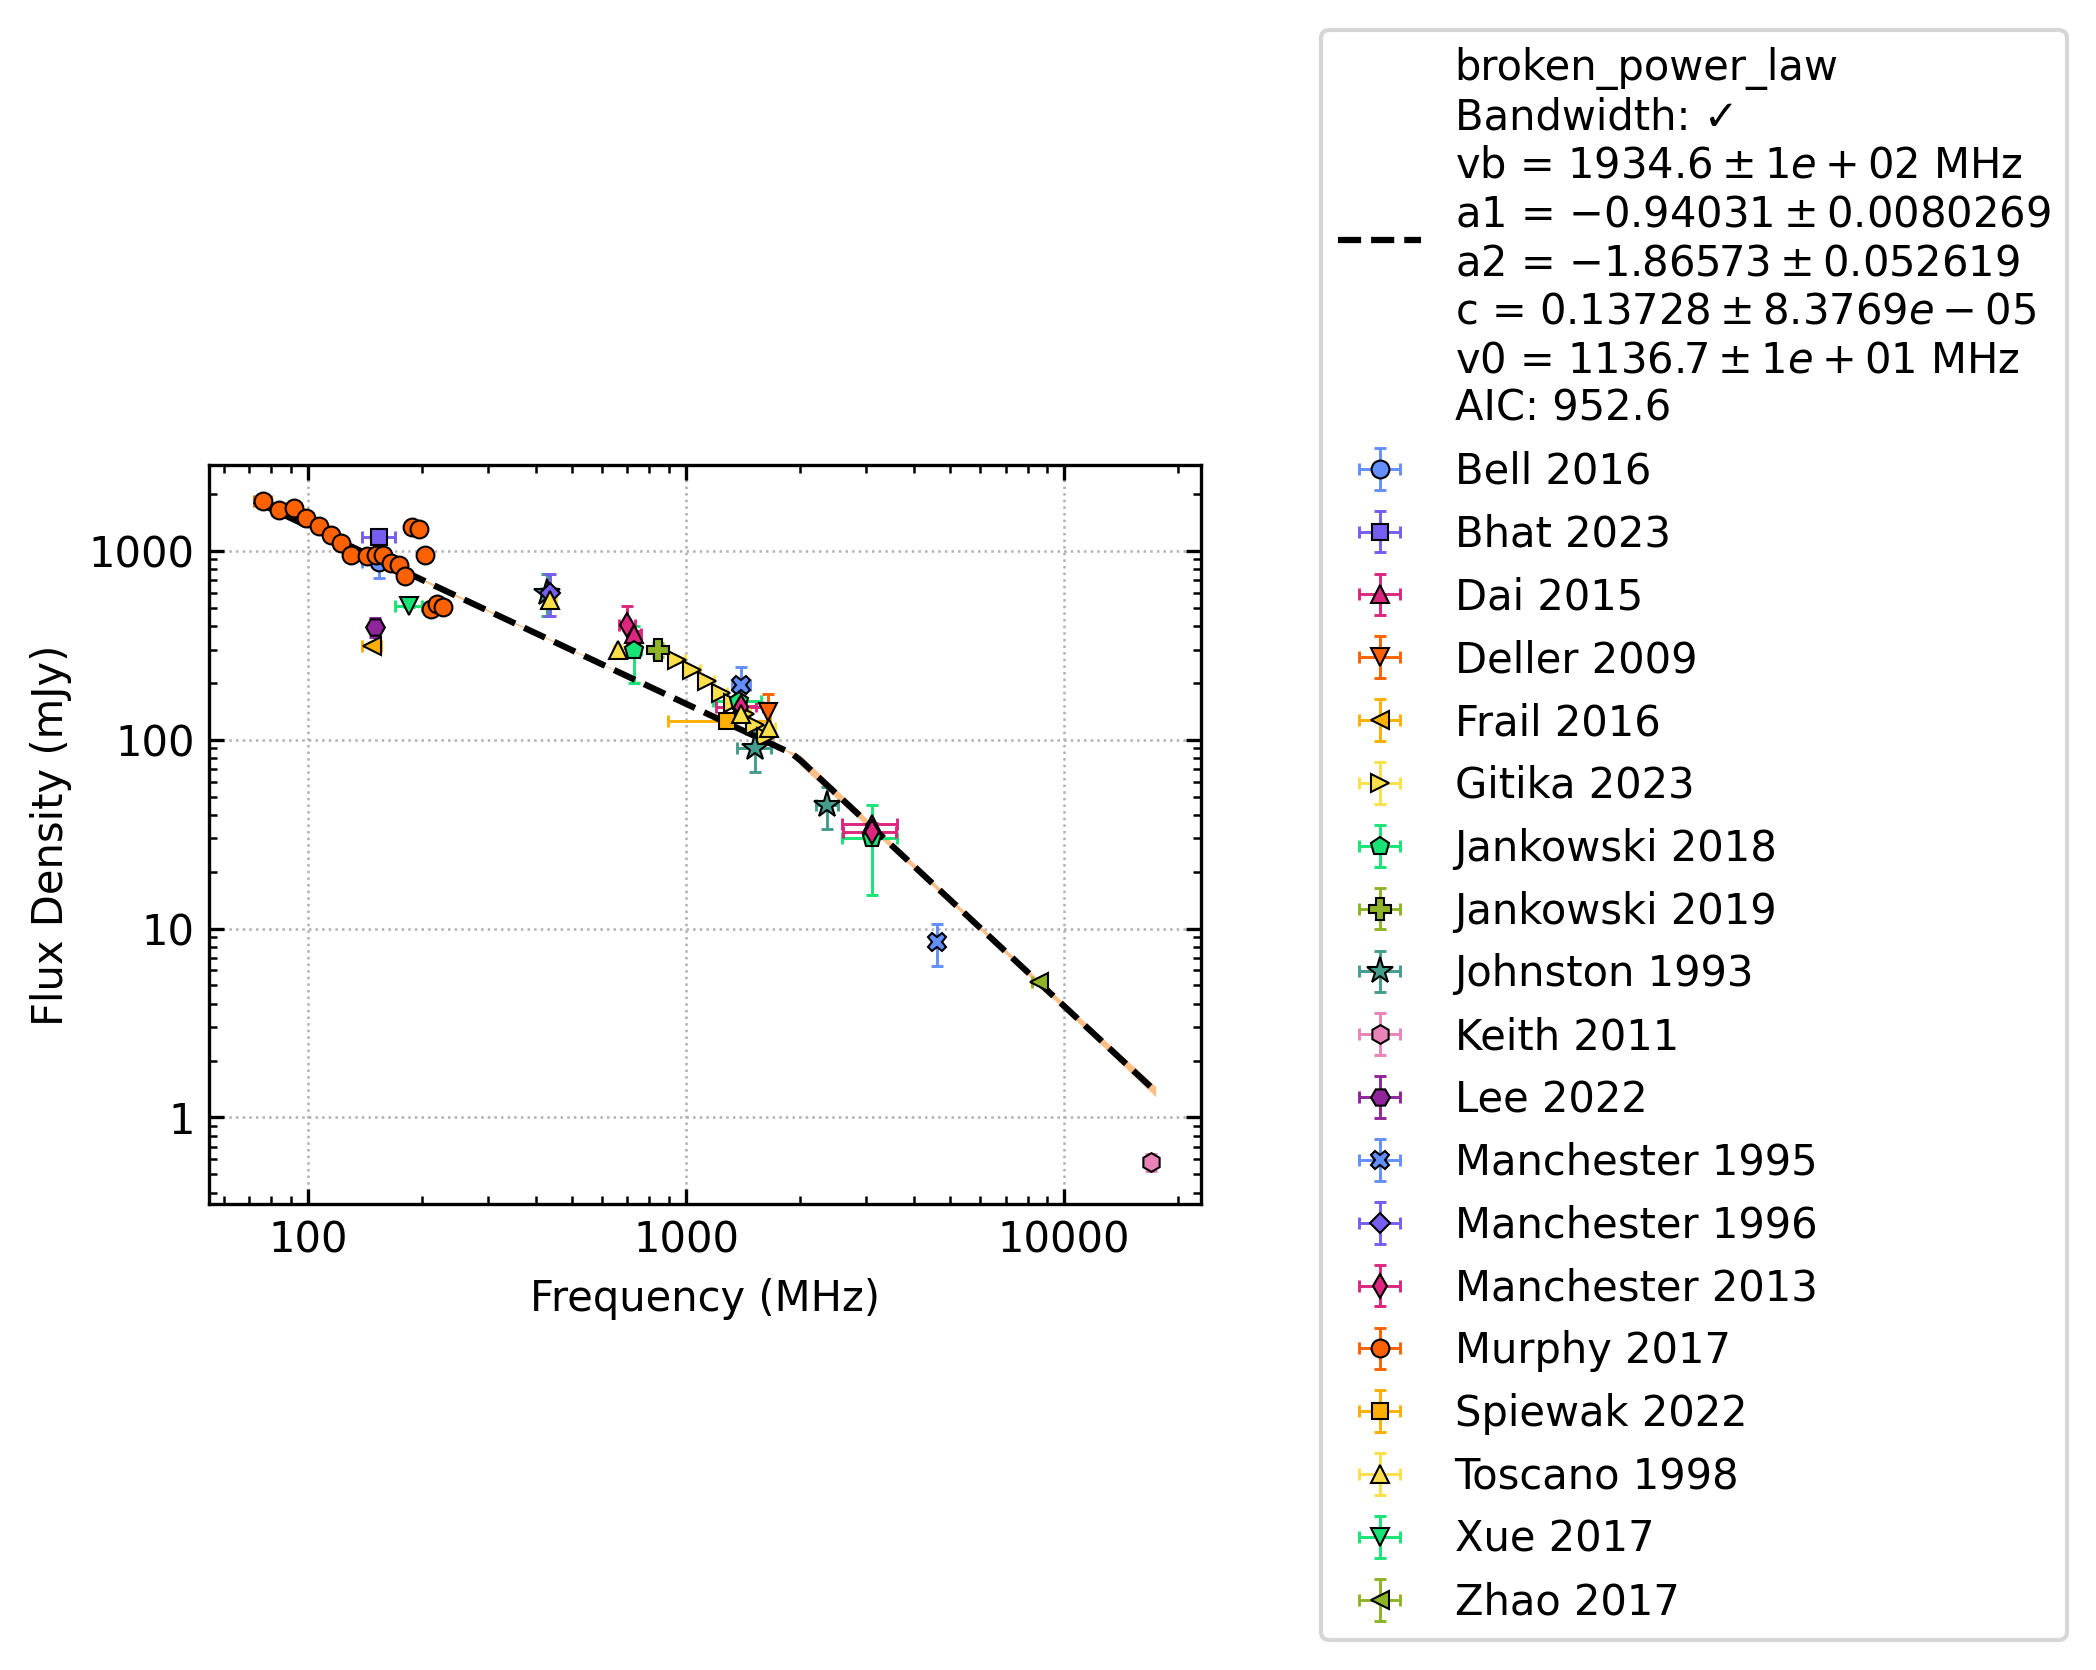 broken_power_law
Bandwidth: ✓
vb = 1934.6 ± 1e + 02 MHz
a1 = −0.94031 ± 0.0080269
a2 = −1.86573 ± 0.052619
c = 0.13728 ± 8.3769e − 05
v0 = 1136.7 ± 1e + 01 MHz
AIC: 952.6
Bell 2016
Bhat 2023
Dai 2015
Deller 2009
Frail 2016
Gitika 2023
Jankowski 2018
Jankowski 2019
Johnston 1993
Keith 2011
Lee 2022
Manchester 1995
Manchester 1996
Manchester 2013
Murphy 2017
Spiewak 2022
Toscano 1998
Xue 2017
Zhao 2017
Flux Density (mJy)
1000
100
10
1
100
1000
10000
Frequency (MHz)